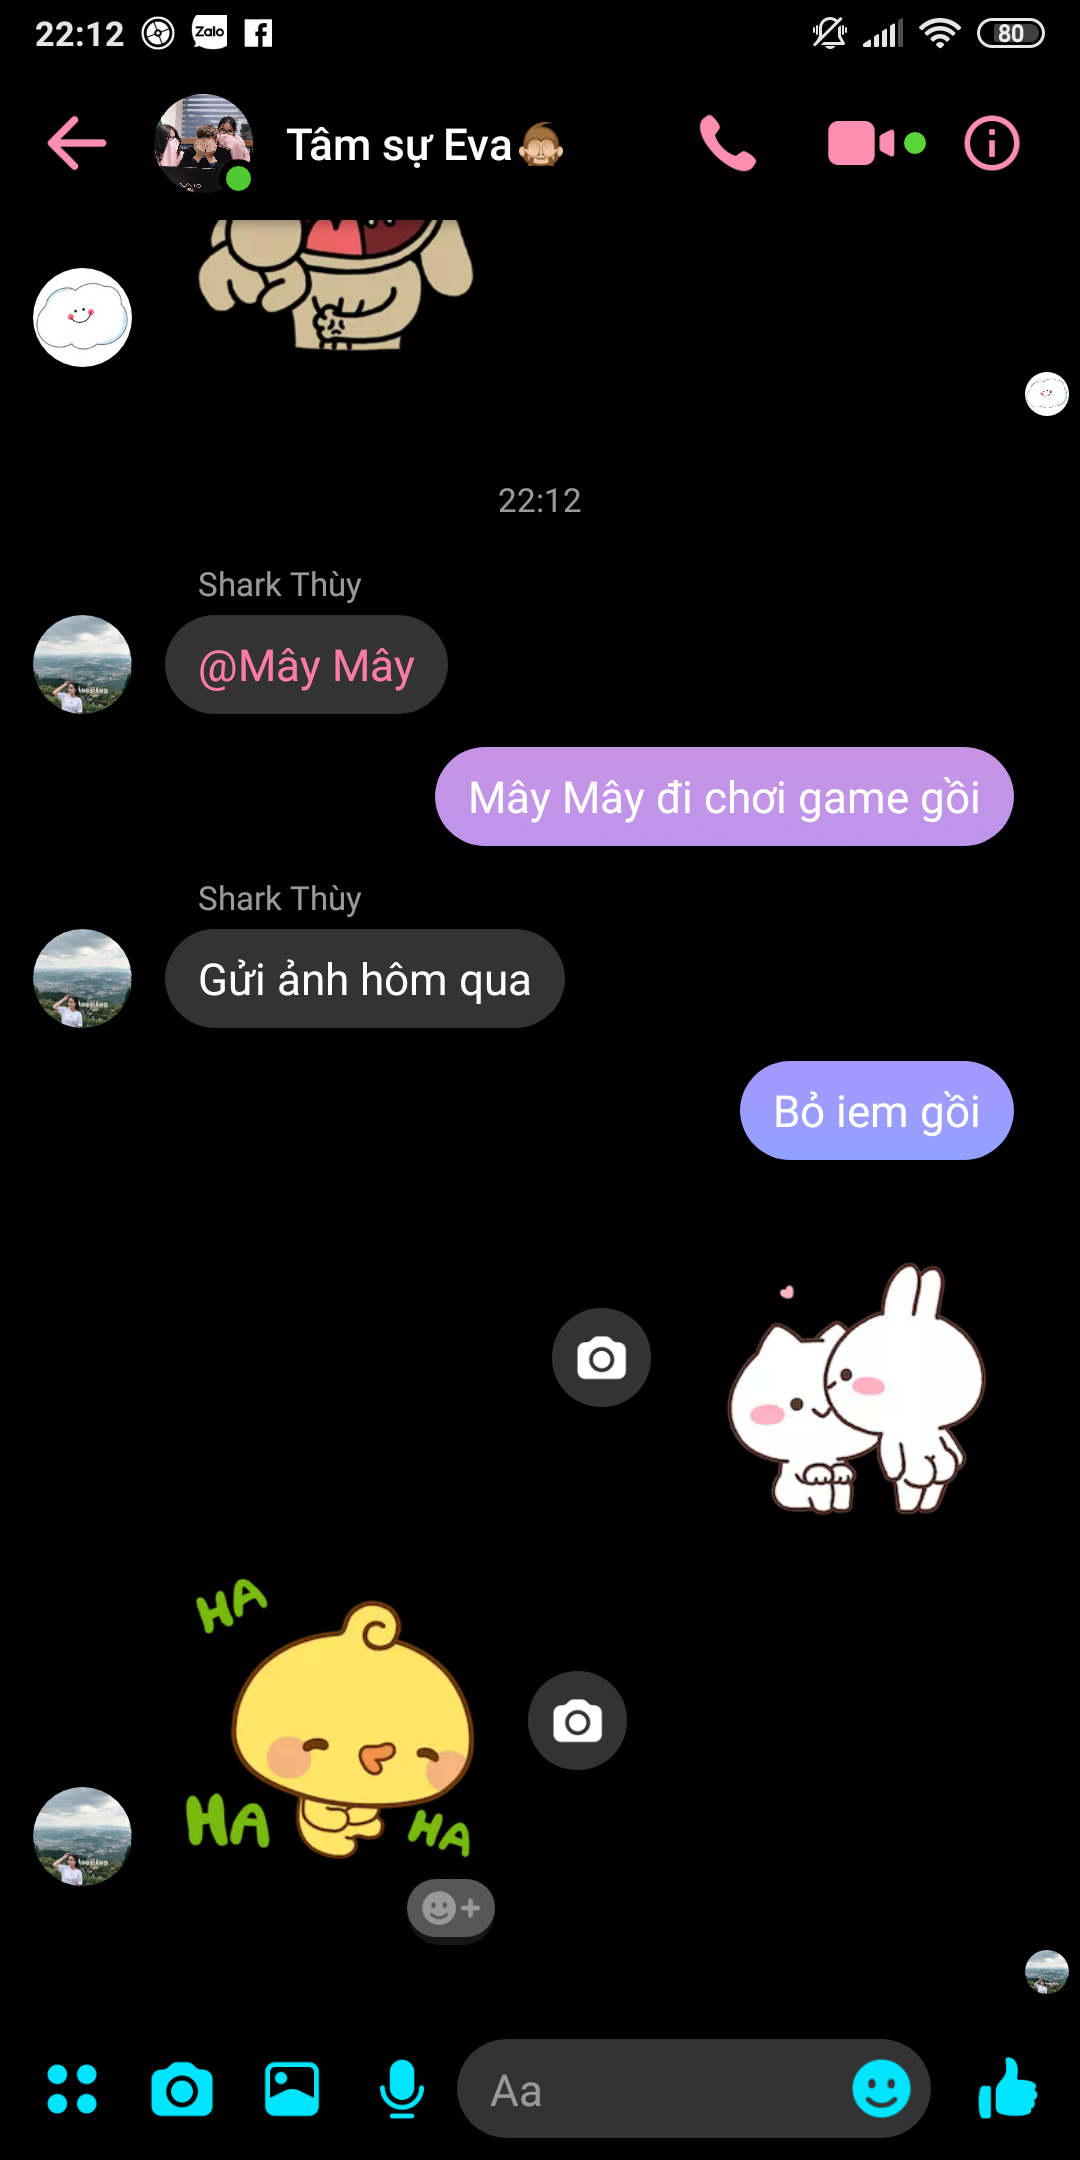 22:12 Zalo 80
Tâm sự Eva🙈
22:12
Shark Thùy
@Mây Mây
Mây Mây đi chơi game gồi
Shark Thùy
Gửi ảnh hôm qua
Bỏ iem gồi
HA
HA
HA
Aa